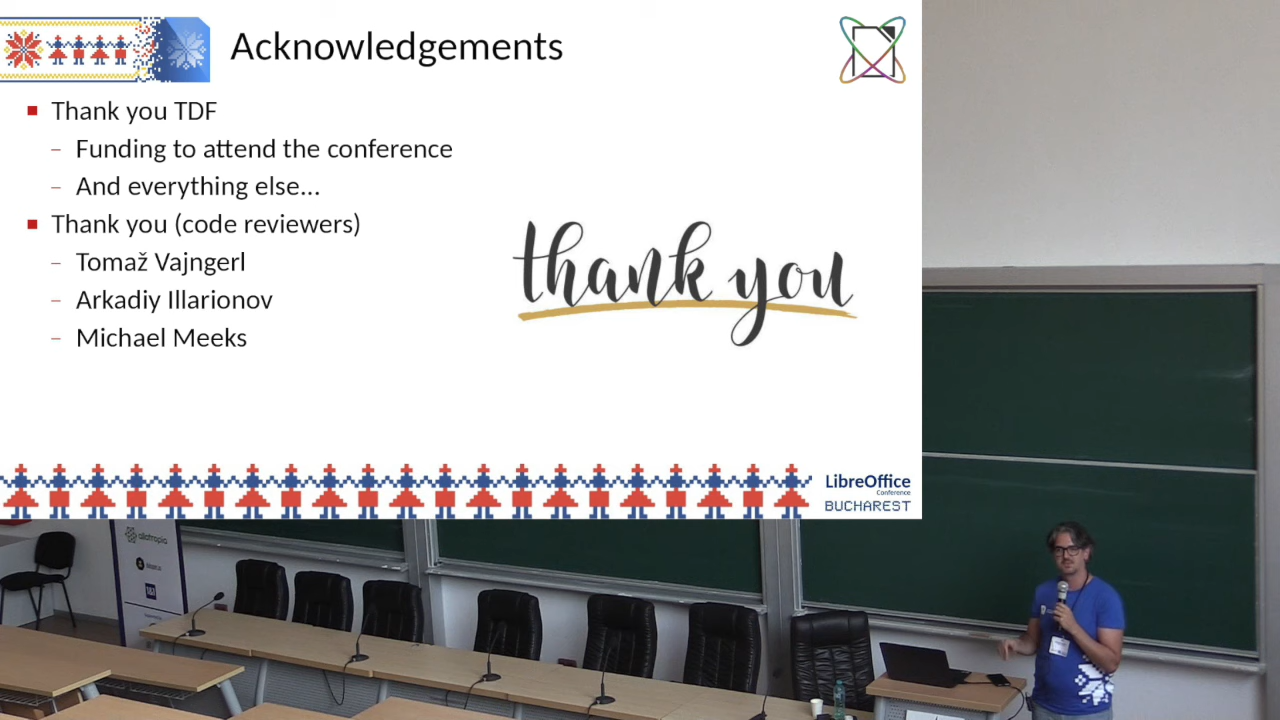 Acknowledgements
Thank you TDF
Funding to attend the conference
And everything else...
Thank you (code reviewers)
Tomaž Vajngerl
Arkadiy Illarionov
Michael Meeks
thank you
LibreOffice
Conference
BUCHAREST
allotropia